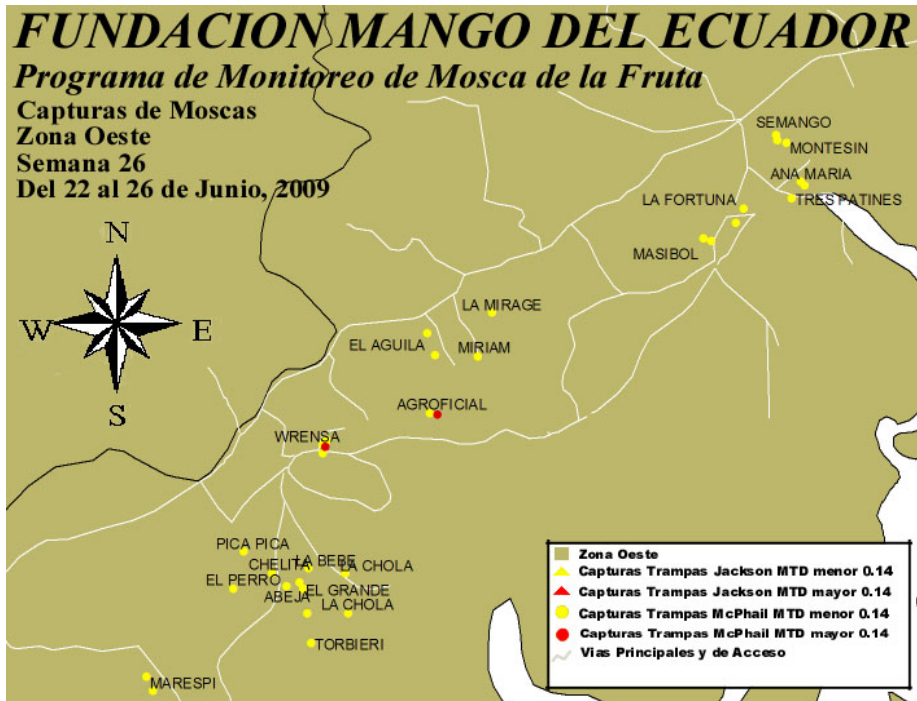 FUNDACION MANGO DEL ECUADOR
Programa de Monitoreo de Mosca de la Fruta
Capturas de Moscas
Zona Oeste
Semana 26
Del 22 al 26 de Junio, 2009
N
W
E
S
SEMANGO
MONTESIN
ANA MARIA
LA FORTUNA
TRES PATINES
MASIBOL
LA MIRAGE
EL AGUILA
MIRIAM
AGROFICIAL
WRENSA
PICA PICA
LA BEBE
CHELITA
LA CHOLA
EL PERRO
ABEJA
EL GRANDE
LA CHOLA
TORBIERI
MARESPI
Zona Oeste
Capturas Trampas Jackson MTD menor 0.14
Capturas Trampas Jackson MTD mayor 0.14
Capturas Trampas McPhail MTD menor 0.14
Capturas Trampas McPhail MTD mayor 0.14
Vias Principales y de Acceso